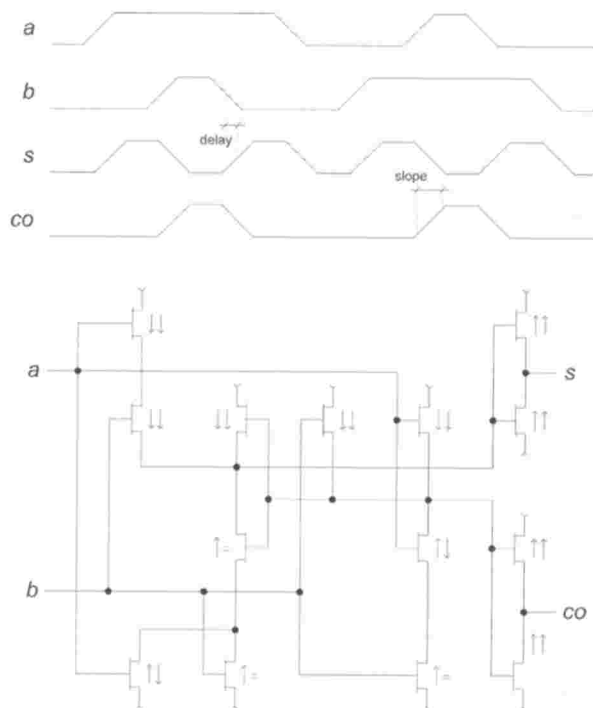 a
b
delay
s
slope
co
↓↓
↑↑
a
s
↓↓
↓↓
↓↓
↓↓
↑↑
↑=
↑↓
↑↑
b
co
↑↓
↑=
↑=
↑↑